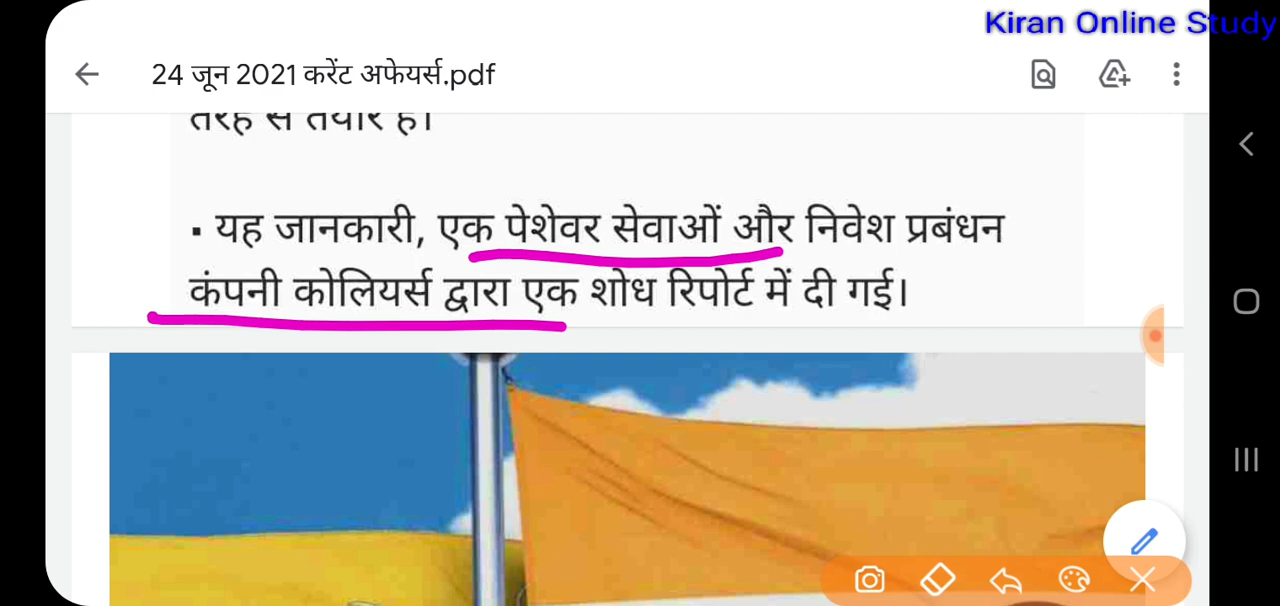 Kiran Online Study
24 जून 2021 करेंट अफेयर्स.pdf
तरह से तैयार है।
▪ यह जानकारी, एक पेशेवर सेवाओं और निवेश प्रबंधन
कंपनी कोलियर्स द्वारा एक शोध रिपोर्ट में दी गई।